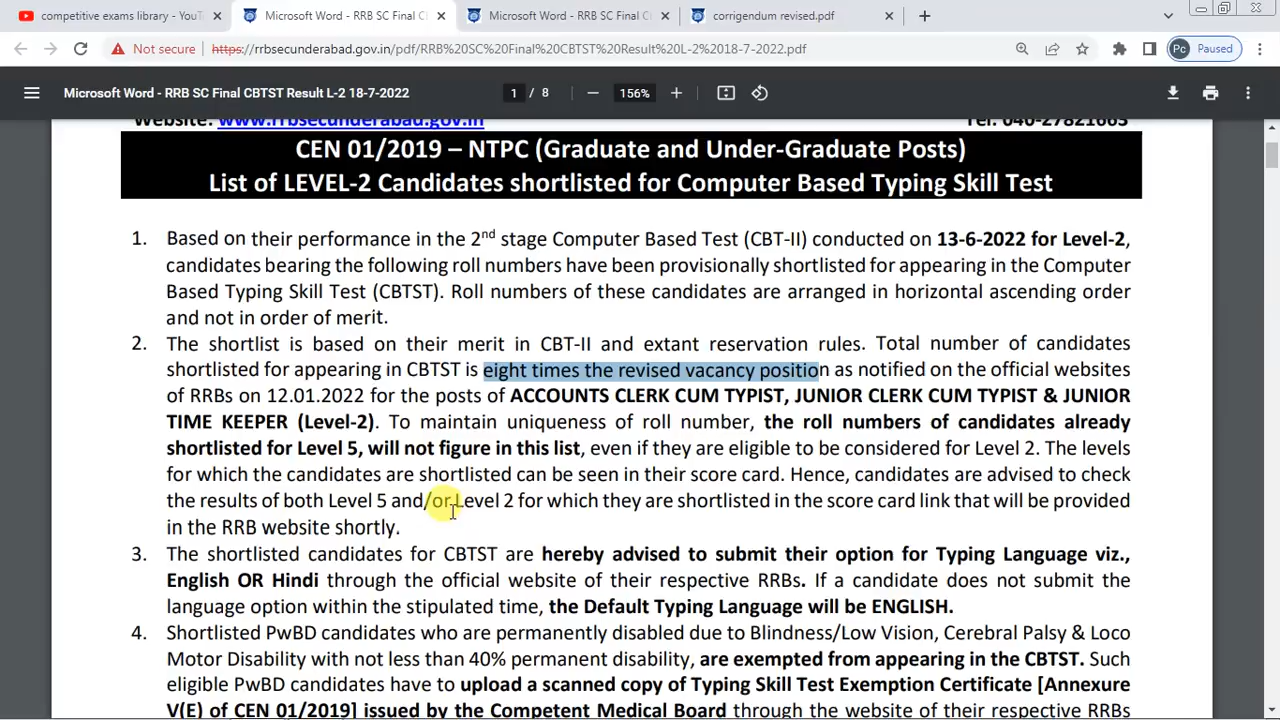 competitive exams library - YouT
Microsoft Word - RRB SC Final C
Microsoft Word - RRB SC Final C
corrigendum revised.pdf
Not secure
https://rrbsecunderabad.gov.in/pdf/RRB%20SC%20Final%20CBTST%20Result%20L-2%2018-7-2022.pdf
Pc
Paused
Microsoft Word - RRB SC Final CBTST Result L-2 18-7-2022
1 / 8
156%
Website: www.rrbsecunderabad.gov.in Tel: 040-27821663
CEN 01/2019 – NTPC (Graduate and Under-Graduate Posts)
List of LEVEL-2 Candidates shortlisted for Computer Based Typing Skill Test
1. Based on their performance in the 2nd stage Computer Based Test (CBT-II) conducted on 13-6-2022 for Level-2,
candidates bearing the following roll numbers have been provisionally shortlisted for appearing in the Computer
Based Typing Skill Test (CBTST). Roll numbers of these candidates are arranged in horizontal ascending order
and not in order of merit.
2. The shortlist is based on their merit in CBT-II and extant reservation rules. Total number of candidates
shortlisted for appearing in CBTST is eight times the revised vacancy position as notified on the official websites
of RRBs on 12.01.2022 for the posts of ACCOUNTS CLERK CUM TYPIST, JUNIOR CLERK CUM TYPIST & JUNIOR
TIME KEEPER (Level-2). To maintain uniqueness of roll number, the roll numbers of candidates already
shortlisted for Level 5, will not figure in this list, even if they are eligible to be considered for Level 2. The levels
for which the candidates are shortlisted can be seen in their score card. Hence, candidates are advised to check
the results of both Level 5 and/or Level 2 for which they are shortlisted in the score card link that will be provided
in the RRB website shortly.
3. The shortlisted candidates for CBTST are hereby advised to submit their option for Typing Language viz.,
English OR Hindi through the official website of their respective RRBs. If a candidate does not submit the
language option within the stipulated time, the Default Typing Language will be ENGLISH.
4. Shortlisted PwBD candidates who are permanently disabled due to Blindness/Low Vision, Cerebral Palsy & Loco
Motor Disability with not less than 40% permanent disability, are exempted from appearing in the CBTST. Such
eligible PwBD candidates have to upload a scanned copy of Typing Skill Test Exemption Certificate [Annexure
V(E) of CEN 01/2019] issued by the Competent Medical Board through the website of their respective RRBs